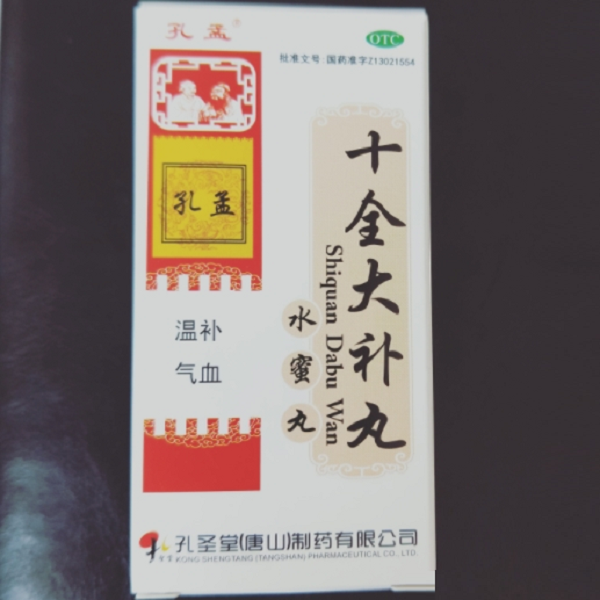 孔孟®
OTC
批准文号:国药准字Z13021554
孔孟
十全大补丸
Shiquan Dabu Wan
水蜜丸
温补
气血
孔圣堂(唐山)制药有限公司
KONG SHENGTANG (TANGSHAN) PHARMACEUTICAL CO., LTD.